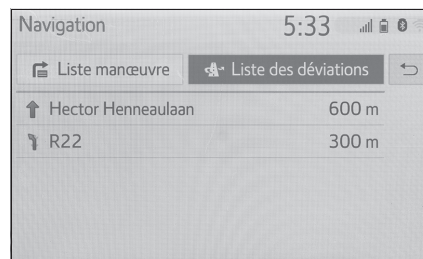 Navigation 5:33
Liste manœuvre Liste des déviations
Hector Henneaulaan 600 m
R22 300 m